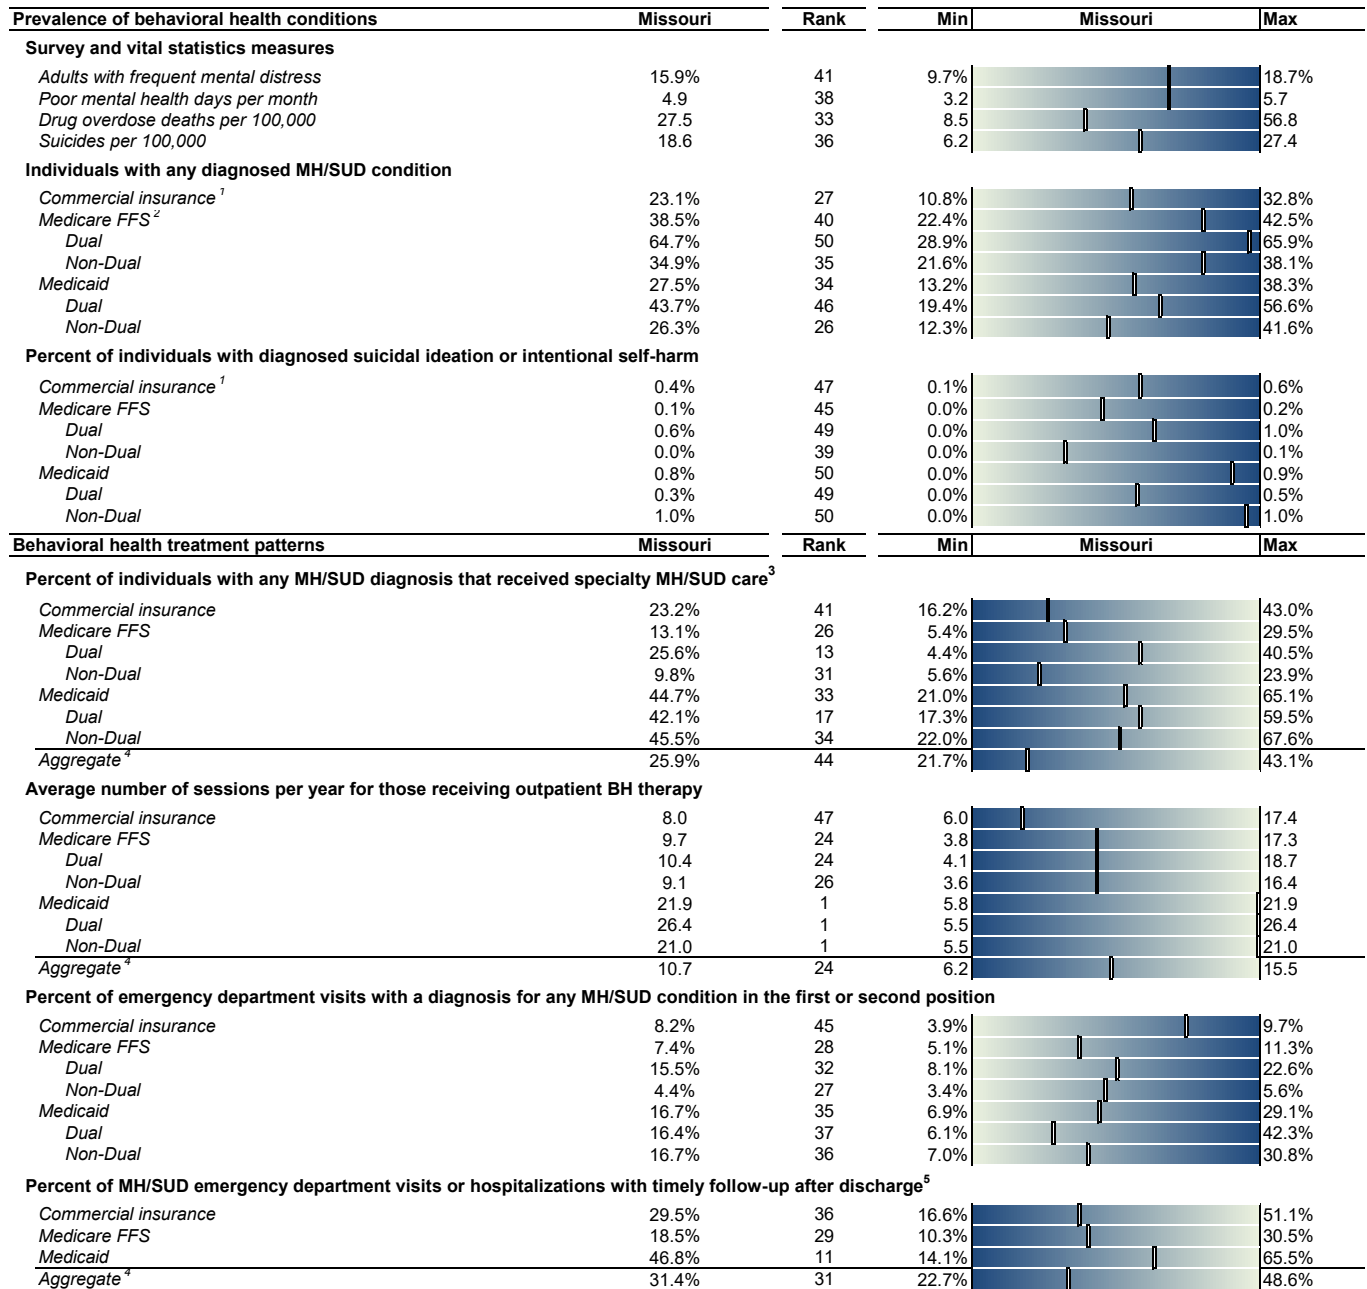 Prevalence of behavioral health conditions Missouri Rank Min Missouri Max
Survey and vital statistics measures
Adults with frequent mental distress 15.9% 41 9.7% 18.7%
Poor mental health days per month 4.9 38 3.2 5.7
Drug overdose deaths per 100,000 27.5 33 8.5 56.8
Suicides per 100,000 18.6 36 6.2 27.4
Individuals with any diagnosed MH/SUD condition
Commercial insurance 1 23.1% 27 10.8% 32.8%
Medicare FFS 2 38.5% 40 22.4% 42.5%
Dual 64.7% 50 28.9% 65.9%
Non-Dual 34.9% 35 21.6% 38.1%
Medicaid 27.5% 34 13.2% 38.3%
Dual 43.7% 46 19.4% 56.6%
Non-Dual 26.3% 26 12.3% 41.6%
Percent of individuals with diagnosed suicidal ideation or intentional self-harm
Commercial insurance 1 0.4% 47 0.1% 0.6%
Medicare FFS 0.1% 45 0.0% 0.2%
Dual 0.6% 49 0.0% 1.0%
Non-Dual 0.0% 39 0.0% 0.1%
Medicaid 0.8% 50 0.0% 0.9%
Dual 0.3% 49 0.0% 0.5%
Non-Dual 1.0% 50 0.0% 1.0%
Behavioral health treatment patterns Missouri Rank Min Missouri Max
Percent of individuals with any MH/SUD diagnosis that received specialty MH/SUD care3
Commercial insurance 23.2% 41 16.2% 43.0%
Medicare FFS 13.1% 26 5.4% 29.5%
Dual 25.6% 13 4.4% 40.5%
Non-Dual 9.8% 31 5.6% 23.9%
Medicaid 44.7% 33 21.0% 65.1%
Dual 42.1% 17 17.3% 59.5%
Non-Dual 45.5% 34 22.0% 67.6%
Aggregate 4 25.9% 44 21.7% 43.1%
Average number of sessions per year for those receiving outpatient BH therapy
Commercial insurance 8.0 47 6.0 17.4
Medicare FFS 9.7 24 3.8 17.3
Dual 10.4 24 4.1 18.7
Non-Dual 9.1 26 3.6 16.4
Medicaid 21.9 1 5.8 21.9
Dual 26.4 1 5.5 26.4
Non-Dual 21.0 1 5.5 21.0
Aggregate 4 10.7 24 6.2 15.5
Percent of emergency department visits with a diagnosis for any MH/SUD condition in the first or second position
Commercial insurance 8.2% 45 3.9% 9.7%
Medicare FFS 7.4% 28 5.1% 11.3%
Dual 15.5% 32 8.1% 22.6%
Non-Dual 4.4% 27 3.4% 5.6%
Medicaid 16.7% 35 6.9% 29.1%
Dual 16.4% 37 6.1% 42.3%
Non-Dual 16.7% 36 7.0% 30.8%
Percent of MH/SUD emergency department visits or hospitalizations with timely follow-up after discharge5
Commercial insurance 29.5% 36 16.6% 51.1%
Medicare FFS 18.5% 29 10.3% 30.5%
Medicaid 46.8% 11 14.1% 65.5%
Aggregate 4 31.4% 31 22.7% 48.6%